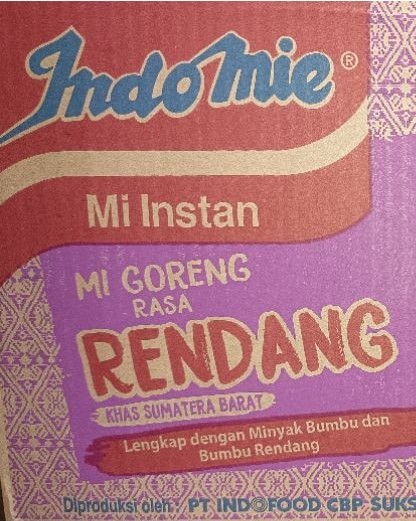 Indomie®
Mi Instan
MI GORENG
RASA
RENDANG
KHAS SUMATERA BARAT
Lengkap dengan Minyak Bumbu dan
Bumbu Rendang
Diproduksi oleh: PT INDOFOOD CBP SUKS